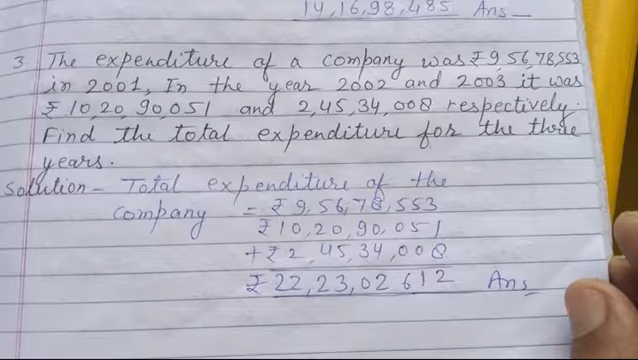 14,16,98,485 Ans
3. The expenditure of a company was ₹9 56,78,553
in 2001, In the year 2002 and 2003 it was
₹10,20,90,051 and 2,45,34,008 respectively.
Find the total expenditure for the three
years.
Solution - Total expenditure of the
company = ₹9,56,78,553
₹10,20,90,051
+₹2,45,34,008
₹22,23,02 612 Ans